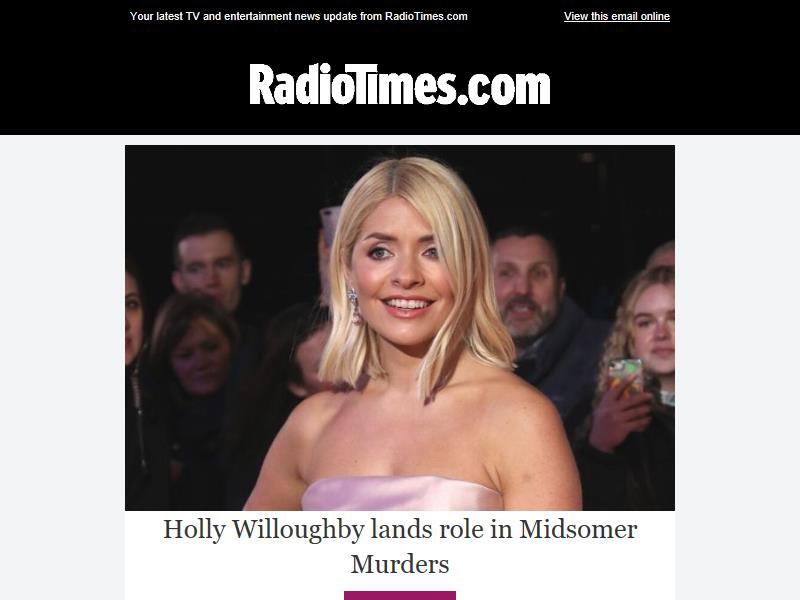 Your latest TV and entertainment news update from RadioTimes.com
View this email online
RadioTimes.com
Holly Willoughby lands role in Midsomer
Murders